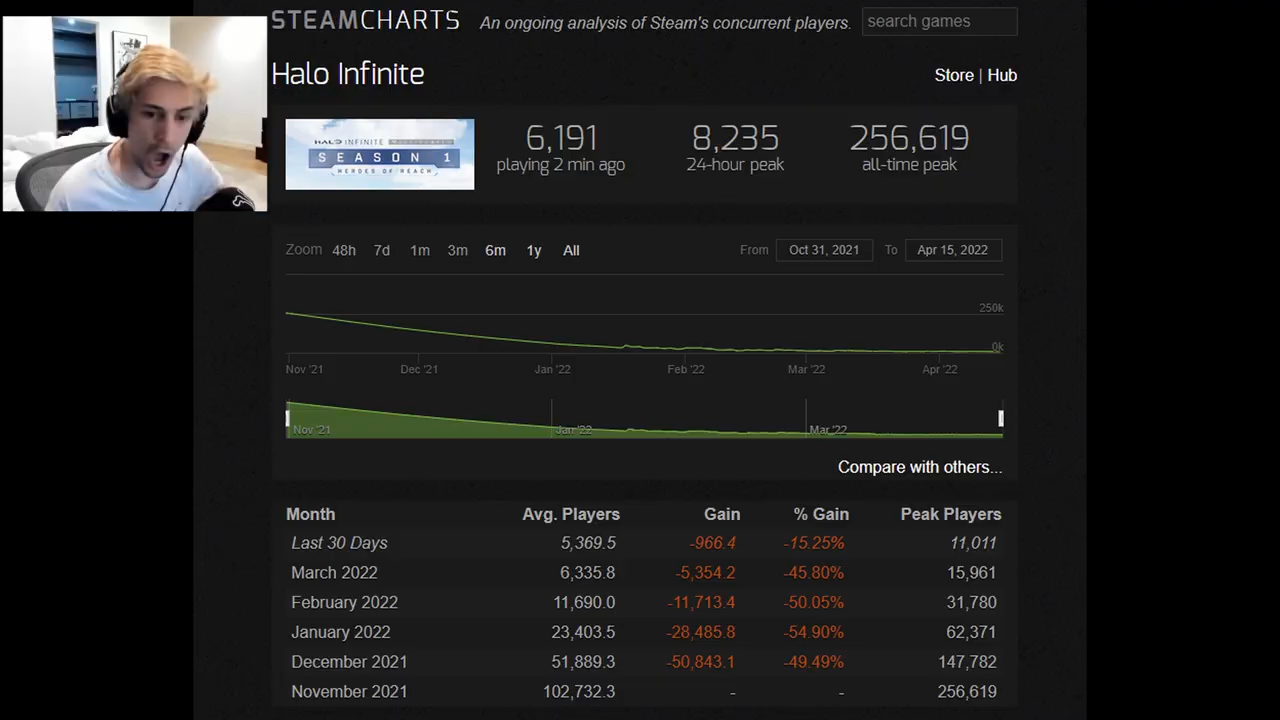 STEAMCHARTS An ongoing analysis of Steam's concurrent players. search games
Halo Infinite Store | Hub
HALO INFINITE
SEASON 1
HEROES OF REACH
6,191 8,235 256,619
playing 2 min ago 24-hour peak all-time peak
Zoom 48h 7d 1m 3m 6m 1y All From Oct 31, 2021 To Apr 15, 2022
250k
0k
Nov '21 Dec '21 Jan '22 Feb '22 Mar '22 Apr '22
Nov '21 Jan '22 Mar '22
Compare with others...
Month Avg. Players Gain % Gain Peak Players
Last 30 Days 5,369.5 -966.4 -15.25% 11,011
March 2022 6,335.8 -5,354.2 -45.80% 15,961
February 2022 11,690.0 -11,713.4 -50.05% 31,780
January 2022 23,403.5 -28,485.8 -54.90% 62,371
December 2021 51,889.3 -50,843.1 -49.49% 147,782
November 2021 102,732.3 - - 256,619